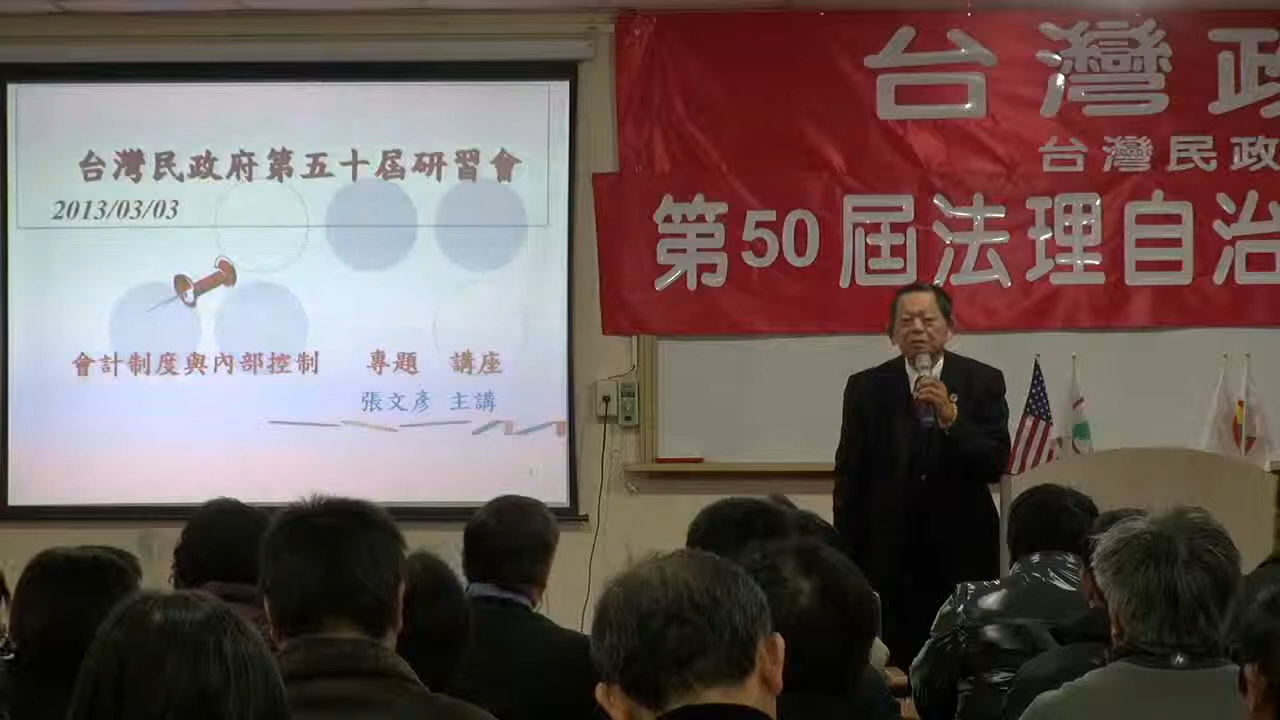 台灣民政府第五十屆研習會
2013/03/03
會計制度與內部控制 專題 講座
張文彥 主講
台灣政
台灣民政
第50屆法理自治